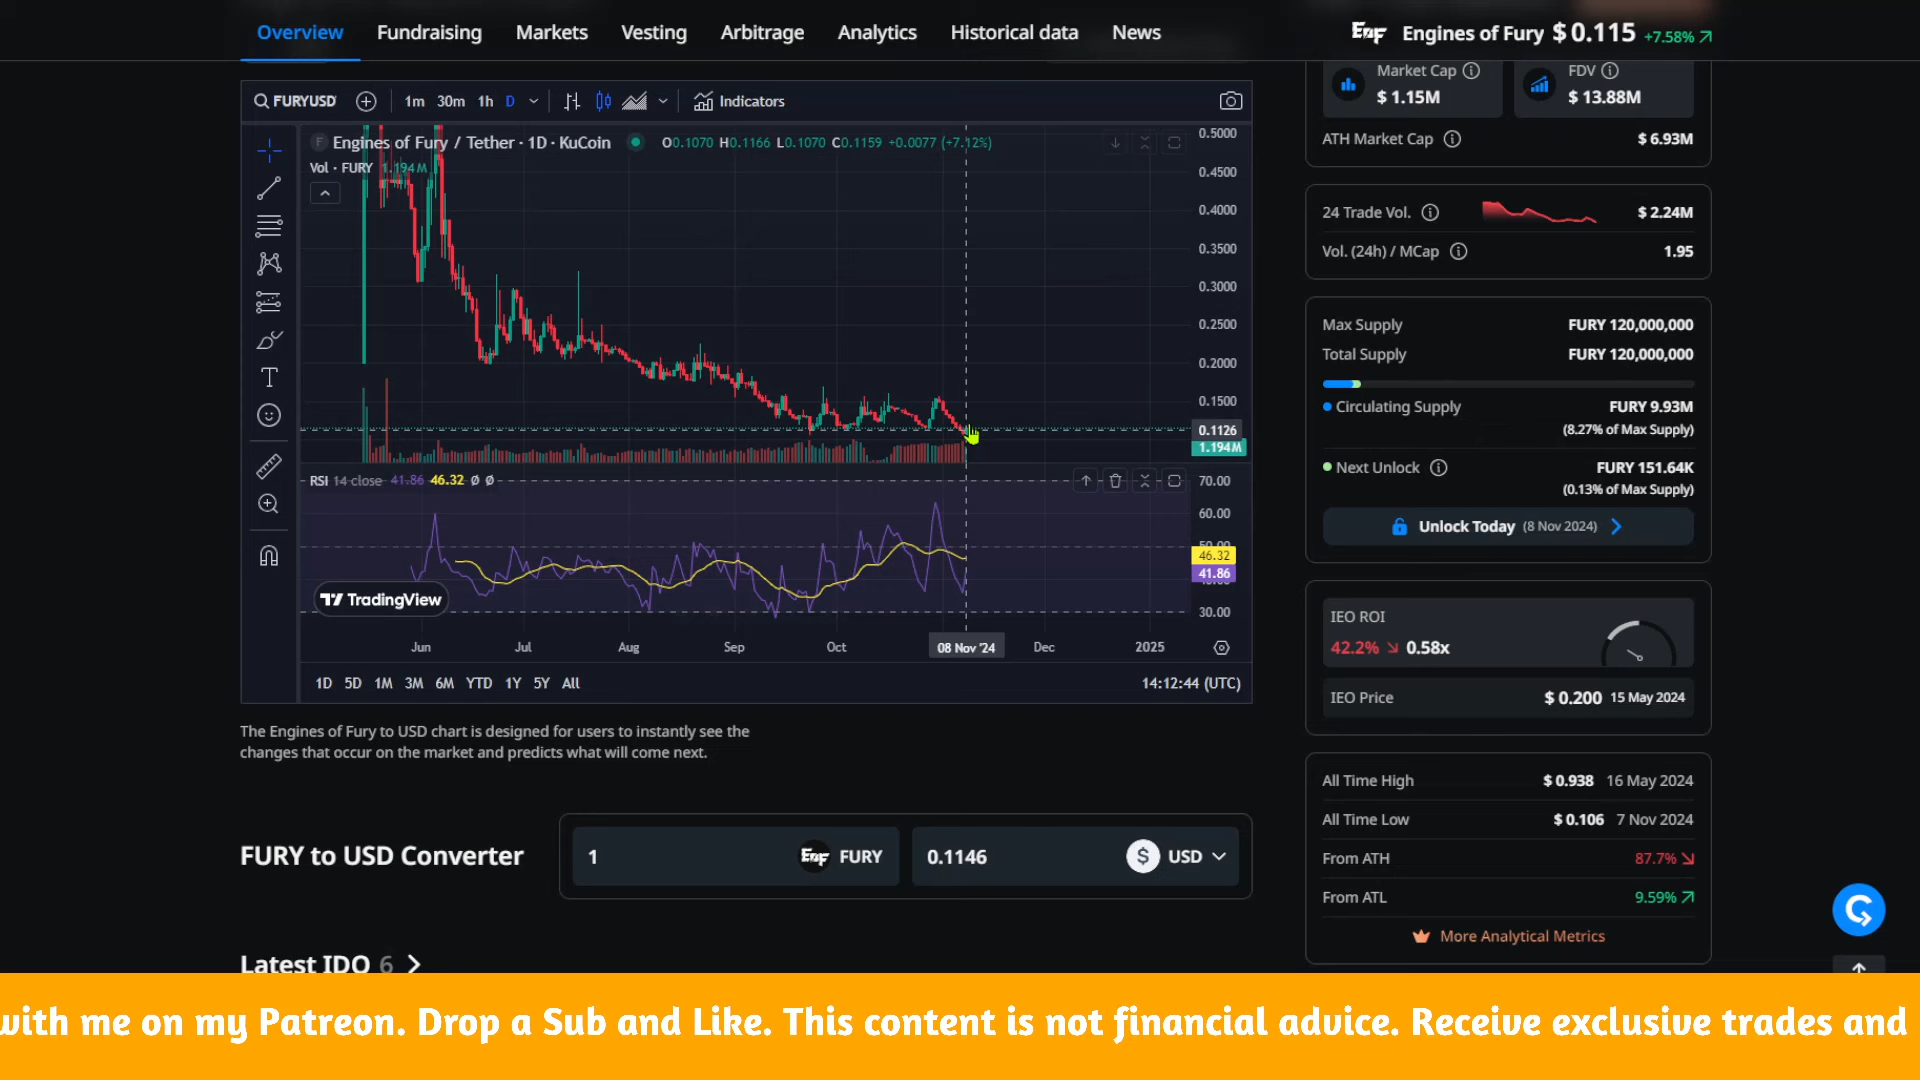 Overview Fundraising Markets Vesting Arbitrage Analytics Historical data News
EOF Engines of Fury $ 0.115 +7.58%
FURYUSD 1m 30m 1h D Indicators
F Engines of Fury / Tether · 1D · KuCoin O0.1070 H0.1166 L0.1070 C0.1159 +0.0077 (+7.12%)
Vol · FURY 1.194M
0.5000
0.4500
0.4000
0.3500
0.3000
0.2500
0.2000
0.1500
0.1126
1.194M
RSI 14 close 41.86 46.32 Ø Ø
70.00
60.00
50.00
46.32
41.86
30.00
TradingView
Jun Jul Aug Sep Oct 08 Nov '24 Dec 2025
1D 5D 1M 3M 6M YTD 1Y 5Y All 14:12:44 (UTC)
The Engines of Fury to USD chart is designed for users to instantly see the
changes that occur on the market and predicts what will come next.
FURY to USD Converter 1 EOF FURY 0.1146 $ USD
Latest IDO 6
Market Cap
$ 1.15M
FDV
$ 13.88M
ATH Market Cap $ 6.93M
24 Trade Vol. $ 2.24M
Vol. (24h) / MCap 1.95
Max Supply FURY 120,000,000
Total Supply FURY 120,000,000
Circulating Supply FURY 9.93M
(8.27% of Max Supply)
Next Unlock FURY 151.64K
(0.13% of Max Supply)
Unlock Today (8 Nov 2024)
IEO ROI
42.2% 0.58x
IEO Price $ 0.200 15 May 2024
All Time High $ 0.938 16 May 2024
All Time Low $ 0.106 7 Nov 2024
From ATH 87.7%
From ATL 9.59%
More Analytical Metrics
with me on my Patreon. Drop a Sub and Like. This content is not financial advice. Receive exclusive trades and